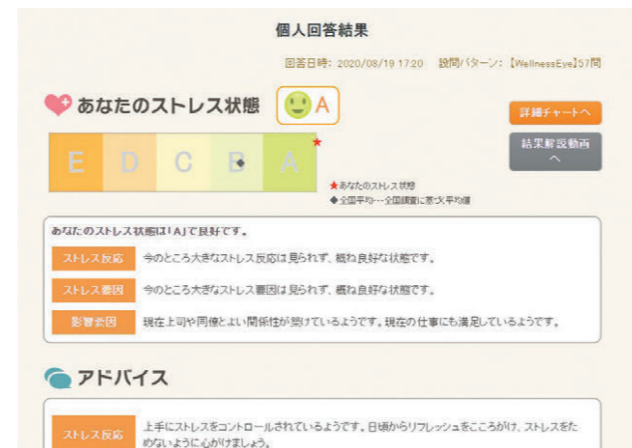 個人回答結果
回答日時: 2020/08/19 17:20 設問パターン:【WellnessEye】57問
あなたのストレス状態 A
詳細チャートへ
結果解説動画
へ
E D C B A
★あなたのストレス状態
◆全国平均…全国調査に基づく平均値
あなたのストレス状態は「A」で良好です。
ストレス反応 今のところ大きなストレス反応は見られず、概ね良好な状態です。
ストレス要因 今のところ大きなストレス要因は見られず、概ね良好な状態です。
影響要因 現在上司や同僚とよい関係性が築けているようです。現在の仕事にも満足しているようです。
アドバイス
ストレス反応 上手にストレスをコントロールされているようです。日頃からリフレッシュをこころがけ、ストレスをた
めないように心がけましょう。